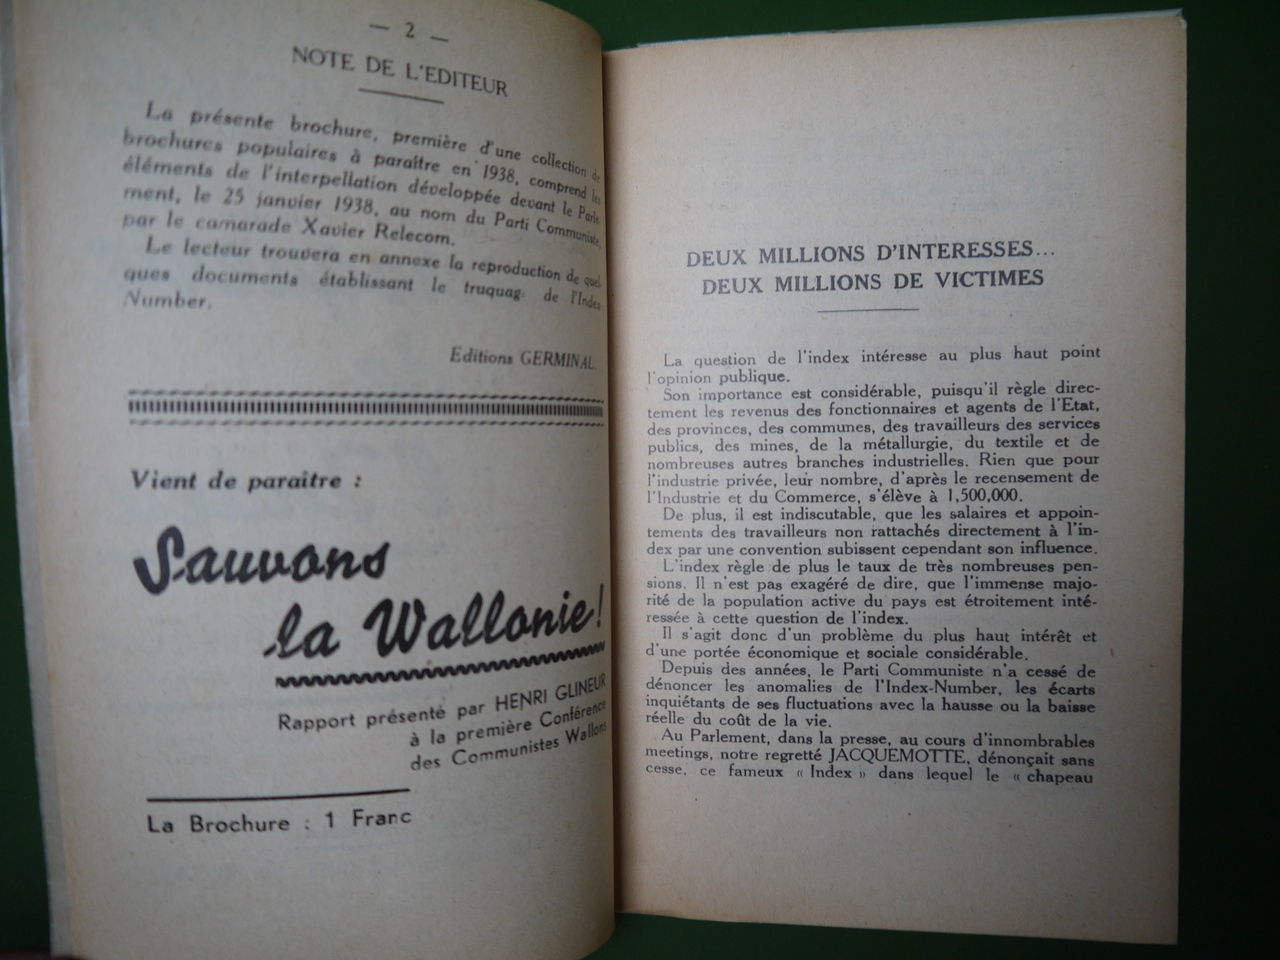 — 2 —
NOTE DE L'EDITEUR
La présente brochure, première d'une collection de
brochures populaires à paraître en 1938, comprend les
éléments de l'interpellation développée devant le Parle-
ment, le 25 janvier 1938, au nom du Parti Communiste,
par le camarade Xavier Relecom.
Le lecteur trouvera en annexe la reproduction de quel-
ques documents établissant le truquag de l'Index
Number.
Editions GERMINAL.
Vient de paraitre :
Sauvons
la Wallonie !
Rapport présenté par HENRI GLINEUR
à la première Conférence
des Communistes Wallons
La Brochure : 1 Franc
DEUX MILLIONS D'INTERESSES...
DEUX MILLIONS DE VICTIMES
La question de l'index intéresse au plus haut point
l'opinion publique.
Son importance est considérable, puisqu'il règle direc-
tement les revenus des fonctionnaires et agents de l'Etat,
des provinces, des communes, des travailleurs des services
publics, des mines, de la métallurgie, du textile et de
nombreuses autres branches industrielles. Rien que pour
l'industrie privée, leur nombre, d'après le recensement de
l'Industrie et du Commerce, s'élève à 1,500,000.
De plus, il est indiscutable, que les salaires et appoin-
tements des travailleurs non rattachés directement à l'in-
dex par une convention subissent cependant son influence.
L'index règle de plus le taux de très nombreuses pen-
sions. Il n'est pas exagéré de dire, que l'immense majo-
rité de la population active du pays est étroitement inté-
ressée à cette question de l'index.
Il s'agit donc d'un problème du plus haut intérêt et
d'une portée économique et sociale considérable.
Depuis des années, le Parti Communiste n'a cessé de
dénoncer les anomalies de l'Index-Number, les écarts
inquiétants de ses fluctuations avec la hausse ou la baisse
réelle du coût de la vie.
Au Parlement, dans la presse, au cours d'innombrables
meetings, notre regretté JACQUEMOTTE, dénonçait sans
cesse, ce fameux « Index » dans lequel le « chapeau